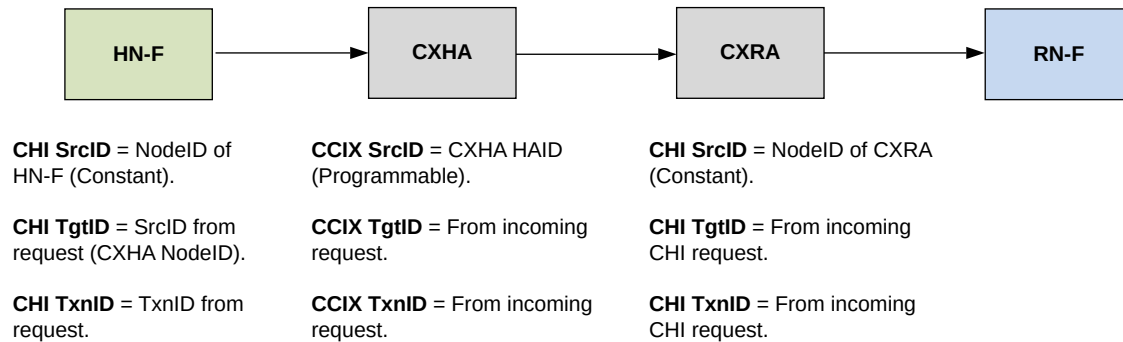 HN-F
CXHA
CXRA
RN-F
CHI SrcID = NodeID of
HN-F (Constant).
CHI TgtID = SrcID from
request (CXHA NodeID).
CHI TxnID = TxnID from
request.
CCIX SrcID = CXHA HAID
(Programmable).
CCIX TgtID = From incoming
request.
CCIX TxnID = From incoming
request.
CHI SrcID = NodeID of CXRA
(Constant).
CHI TgtID = From incoming
CHI request.
CHI TxnID = From incoming
CHI request.